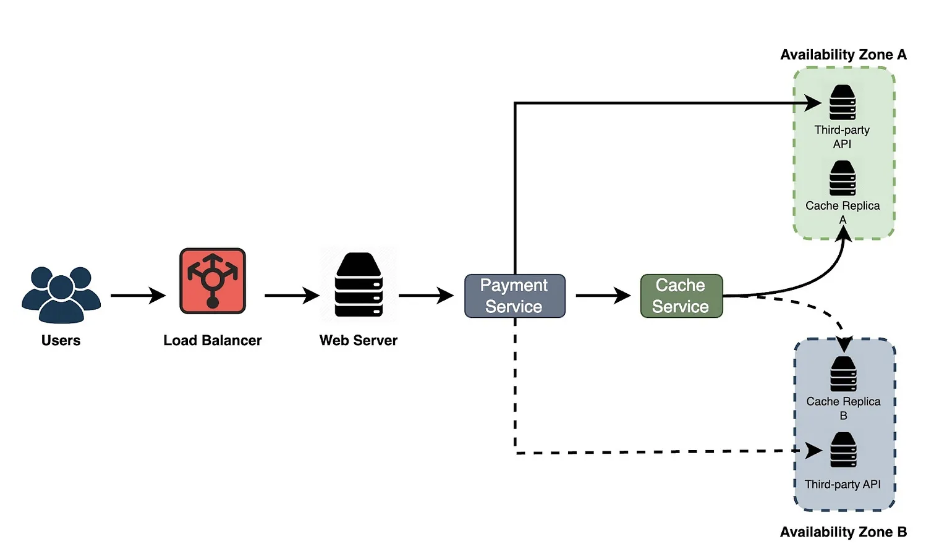 Availability Zone A
Third-party
API
Cache Replica
A
Payment
Service
Cache
Service
Users
Load Balancer
Web Server
Cache Replica
B
Third-party API
Availability Zone B